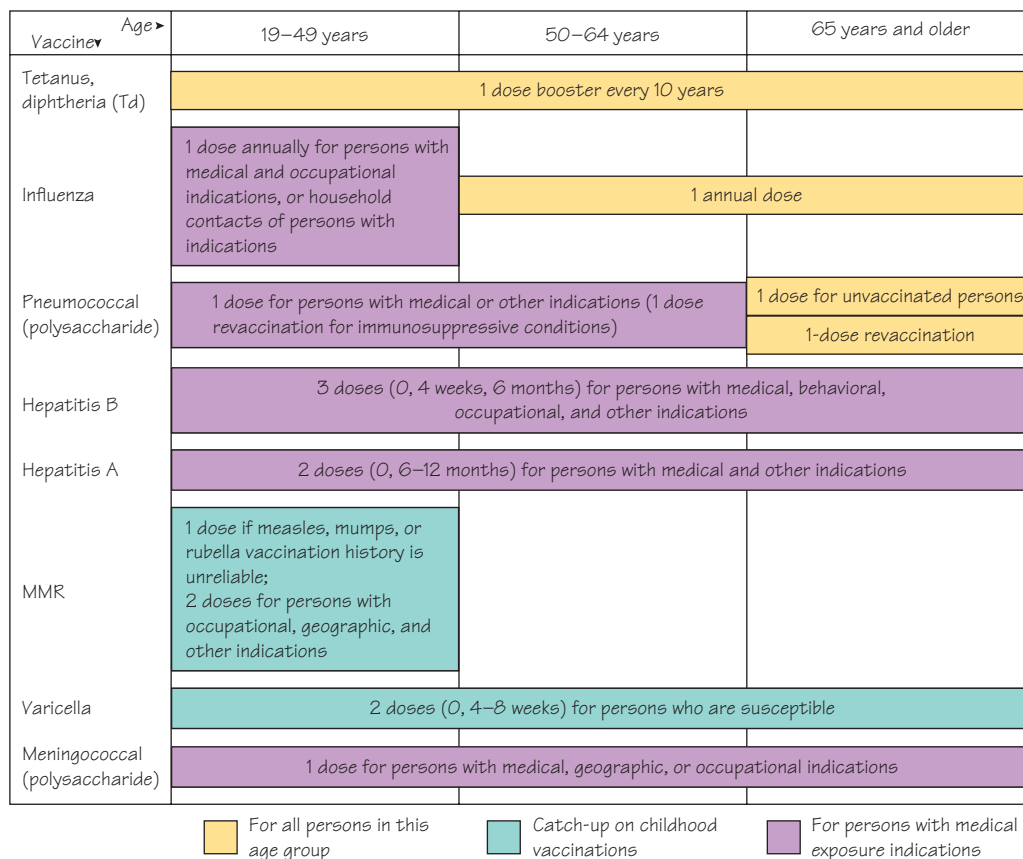 Age
Vaccine
19–49 years
50–64 years
65 years and older
Tetanus,
diphtheria (Td)
1 dose booster every 10 years
Influenza
1 dose annually for persons with
medical and occupational
indications, or household
contacts of persons with
indications
1 annual dose
Pneumococcal
(polysaccharide)
1 dose for persons with medical or other indications (1 dose
revaccination for immunosuppressive conditions)
1 dose for unvaccinated persons
1-dose revaccination
Hepatitis B
3 doses (0, 4 weeks, 6 months) for persons with medical, behavioral,
occupational, and other indications
Hepatitis A
2 doses (0, 6–12 months) for persons with medical and other indications
MMR
1 dose if measles, mumps, or
rubella vaccination history is
unreliable;
2 doses for persons with
occupational, geographic, and
other indications
Varicella
2 doses (0, 4–8 weeks) for persons who are susceptible
Meningococcal
(polysaccharide)
1 dose for persons with medical, geographic, or occupational indications
For all persons in this
age group
Catch-up on childhood
vaccinations
For persons with medical
exposure indications